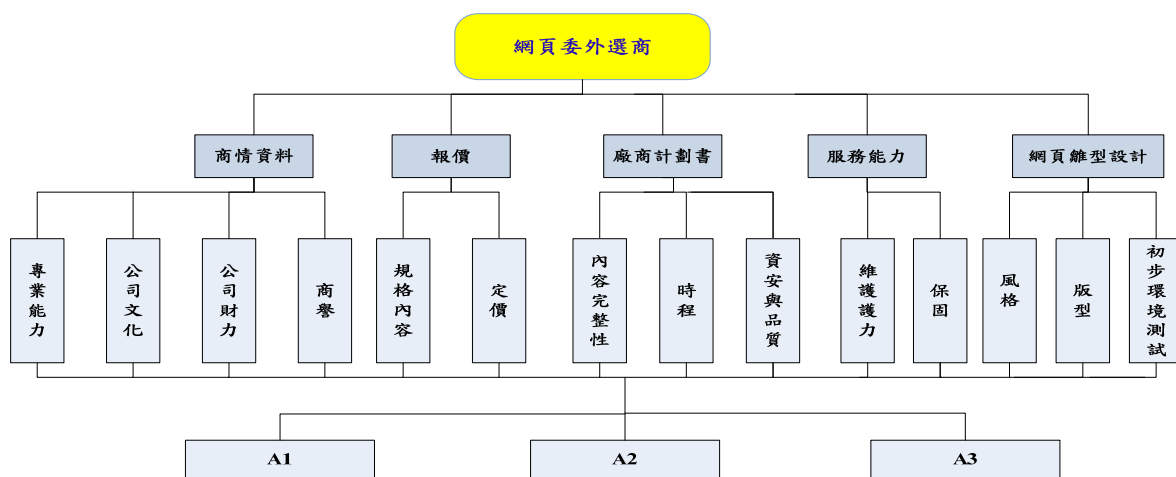 網頁委外選商
商情資料
報價
廠商計劃書
服務能力
網頁雛型設計
專業能力
公司文化
公司財力
商譽
規格內容
定價
內容完整性
時程
資安與品質
維護護力
保固
風格
版型
初步環境測試
A1
A2
A3